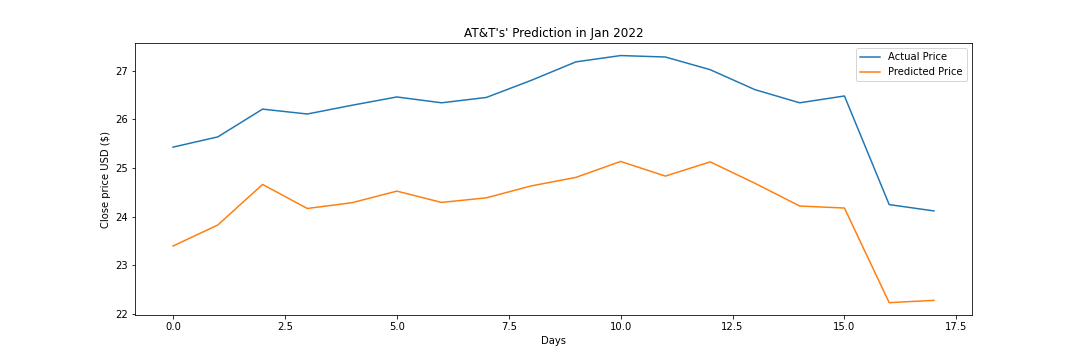 AT&T's' Prediction in Jan 2022
Actual Price
Predicted Price
Close price USD ($)
27
26
25
24
23
22
0.0 2.5 5.0 7.5 10.0 12.5 15.0 17.5
Days